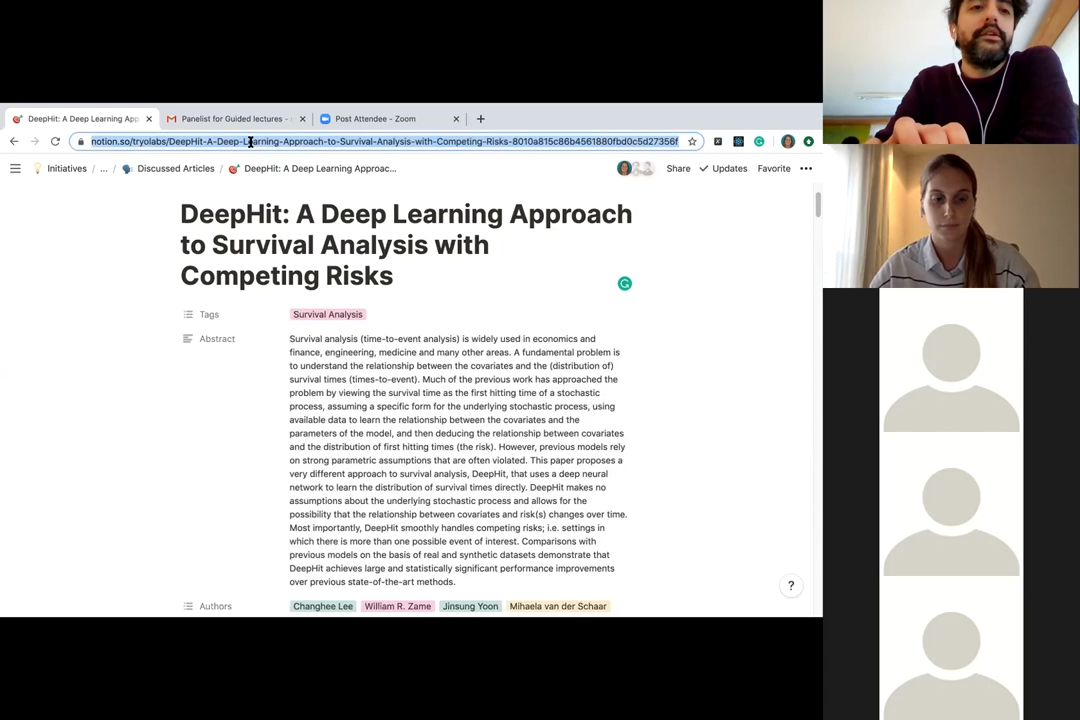 DeepHit: A Deep Learning App
Panelist for Guided lectures -
Post Attendee - Zoom
notion.so/tryolabs/DeepHit-A-Deep-Learning-Approach-to-Survival-Analysis-with-Competing-Risks-8010a815c86b4561880fbd0c5d27356f
Initiatives / ... / Discussed Articles / DeepHit: A Deep Learning Approac...
Share Updates Favorite
DeepHit: A Deep Learning Approach
to Survival Analysis with
Competing Risks
Tags
Survival Analysis
Abstract
Survival analysis (time-to-event analysis) is widely used in economics and
finance, engineering, medicine and many other areas. A fundamental problem is
to understand the relationship between the covariates and the (distribution of)
survival times (times-to-event). Much of the previous work has approached the
problem by viewing the survival time as the first hitting time of a stochastic
process, assuming a specific form for the underlying stochastic process, using
available data to learn the relationship between the covariates and the
parameters of the model, and then deducing the relationship between covariates
and the distribution of first hitting times (the risk). However, previous models rely
on strong parametric assumptions that are often violated. This paper proposes a
very different approach to survival analysis, DeepHit, that uses a deep neural
network to learn the distribution of survival times directly. DeepHit makes no
assumptions about the underlying stochastic process and allows for the
possibility that the relationship between covariates and risk(s) changes over time.
Most importantly, DeepHit smoothly handles competing risks; i.e. settings in
which there is more than one possible event of interest. Comparisons with
previous models on the basis of real and synthetic datasets demonstrate that
DeepHit achieves large and statistically significant performance improvements
over previous state-of-the-art methods.
Authors
Changhee Lee William R. Zame Jinsung Yoon Mihaela van der Schaar
?